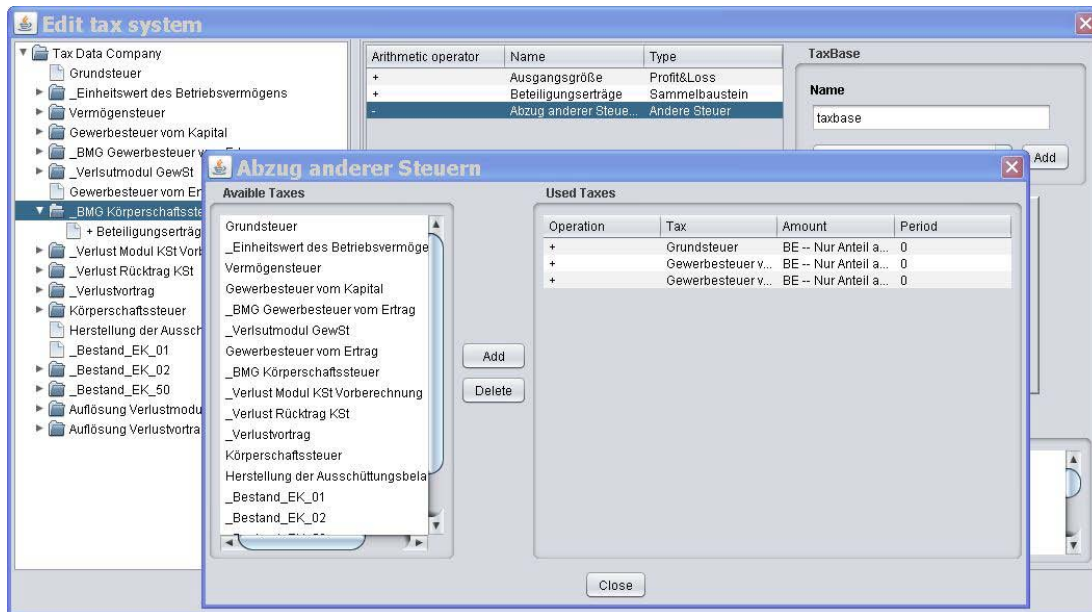 Edit tax system
Tax Data Company
Grundsteuer
_Einheitswert des Betriebsvermögens
Vermögensteuer
Gewerbesteuer vom Kapital
_BMG Gewerbesteuer
_Verlsutmodul GewSt
Gewerbesteuer vom Er
_BMG Körperschaftsste
+ Beteiligungserträg
_Verlust Modul KSt Vor
_Verlust Rücktrag KSt
_Verlustvortrag
Körperschaftssteuer
Herstellung der Aussch
_Bestand_EK_01
_Bestand_EK_02
_Bestand_EK_50
Auflösung Verlustmodu
Auflösung Verlustvortra
Arithmetic operator Name Type
+ Ausgangsgröße Profit&Loss
+ Beteiligungserträge Sammelbaustein
- Abzug anderer Steue... Andere Steuer
TaxBase
Name
taxbase
Add
Abzug anderer Steuern
Avaible Taxes
Grundsteuer
_Einheitswert des Betriebsvermöge
Vermögensteuer
Gewerbesteuer vom Kapital
_BMG Gewerbesteuer vom Ertrag
_Verlsutmodul GewSt
Gewerbesteuer vom Ertrag
_BMG Körperschaftssteuer
_Verlust Modul KSt Vorberechnung
_Verlust Rücktrag KSt
_Verlustvortrag
Körperschaftssteuer
Herstellung der Ausschüttungsbela
_Bestand_EK_01
_Bestand_EK_02
Add
Delete
Used Taxes
Operation Tax Amount Period
+ Grundsteuer BE -- Nur Anteil a... 0
+ Gewerbesteuer v... BE -- Nur Anteil a... 0
+ Gewerbesteuer v... BE -- Nur Anteil a... 0
Close